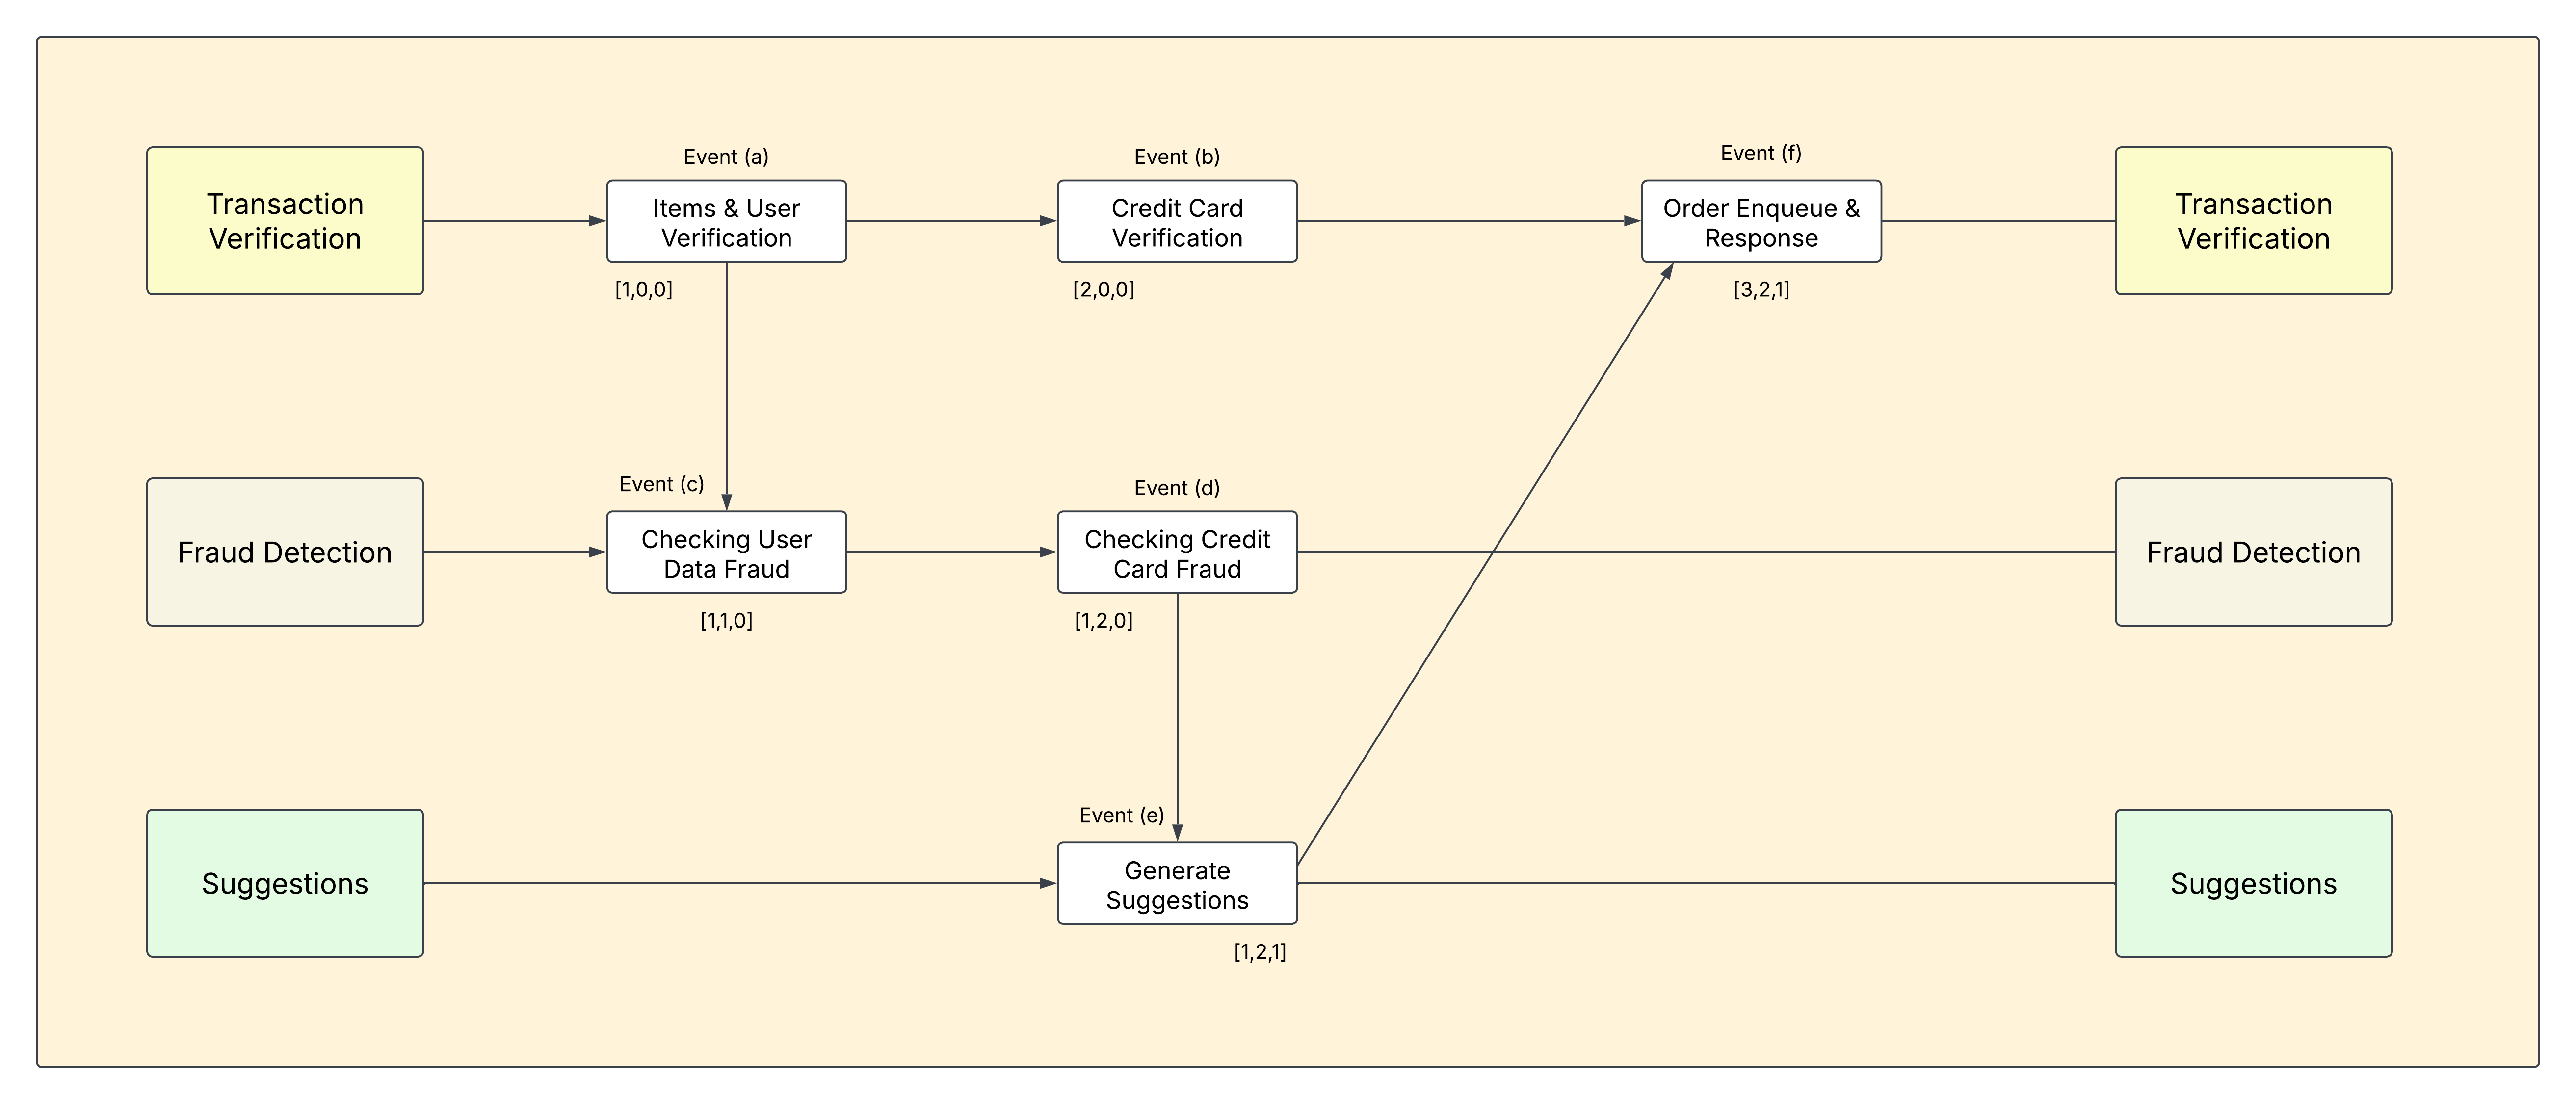 Event (a)
Event (b)
Event (f)
Transaction
Verification
Items & User
Verification
Credit Card
Verification
Order Enqueue &
Response
Transaction
Verification
[1,0,0]
[2,0,0]
[3,2,1]
Event (c)
Event (d)
Fraud Detection
Checking User
Data Fraud
Checking Credit
Card Fraud
Fraud Detection
[1,1,0]
[1,2,0]
Event (e)
Suggestions
Generate
Suggestions
Suggestions
[1,2,1]